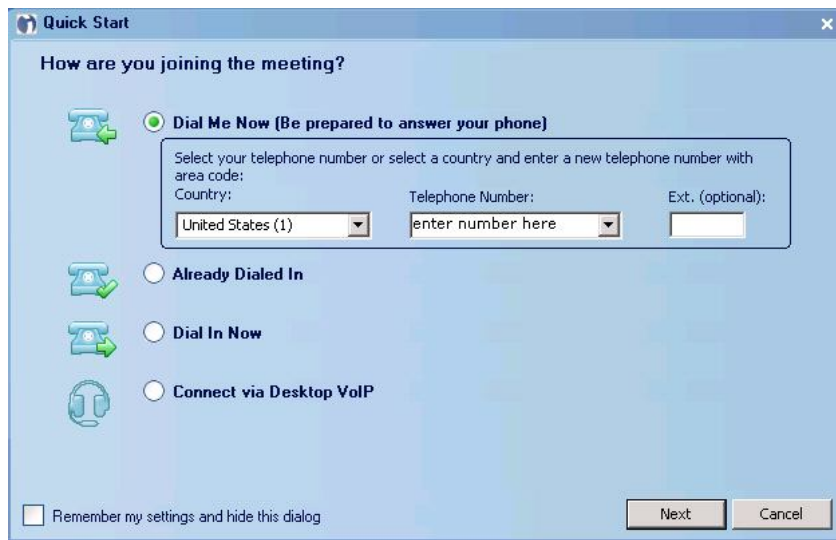 Quick Start
How are you joining the meeting?
Dial Me Now (Be prepared to answer your phone)
Select your telephone number or select a country and enter a new telephone number with
area code:
Country: Telephone Number: Ext. (optional):
United States (1) enter number here
Already Dialed In
Dial In Now
Connect via Desktop VoIP
Remember my settings and hide this dialog Next Cancel